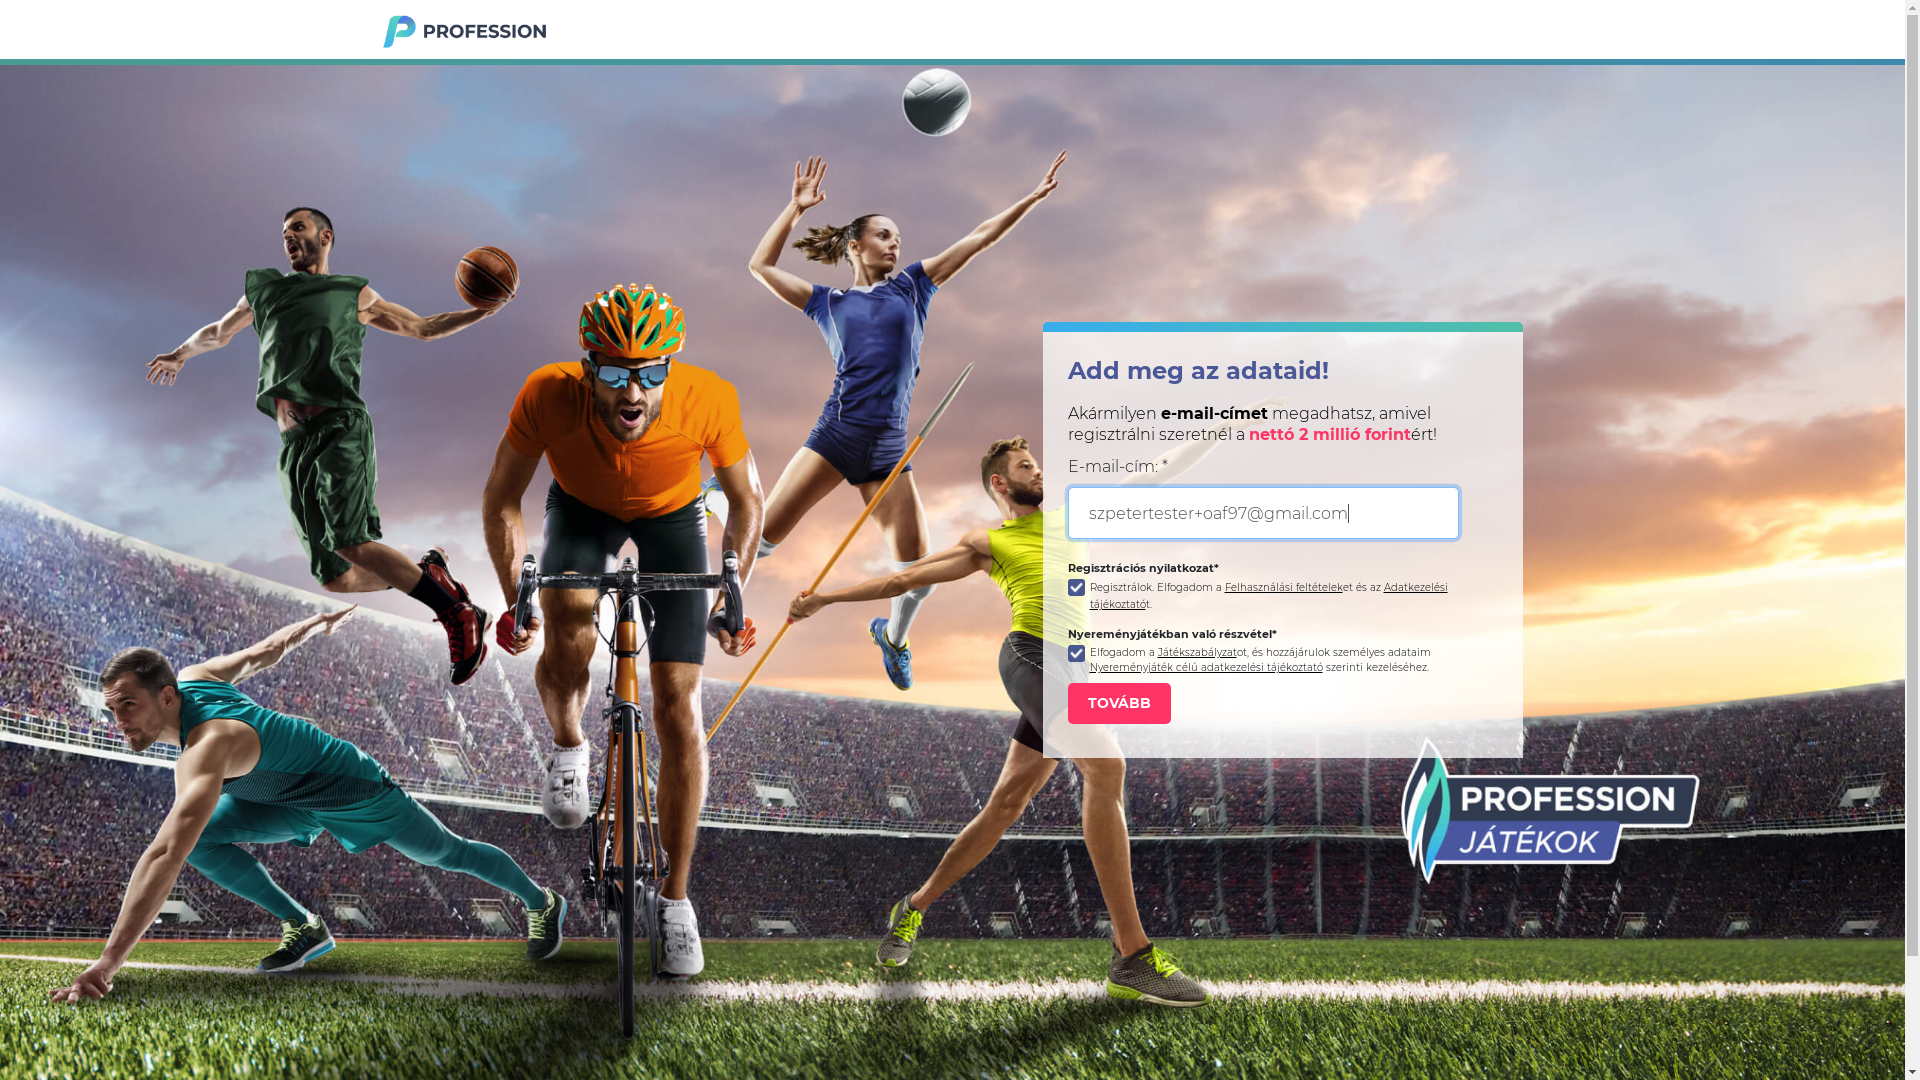 PROFESSION
Add meg az adataid!
Akármilyen e-mail-címet megadhatsz, amivel
regisztrálni szeretnél a nettó 2 millió forintért!
E-mail-cím: *
szpetertester+oaf97@gmail.com
Regisztrációs nyilatkozat*
Regisztrálok. Elfogadom a Felhasználási feltételeket és az Adatkezelési
tájékoztatót.
Nyereményjátékban való részvétel*
Elfogadom a Játékszabályzatot, és hozzájárulok személyes adataim
Nyereményjáték célú adatkezelési tájékoztató szerinti kezeléséhez.
TOVÁBB
PROFESSION
JÁTÉKOK